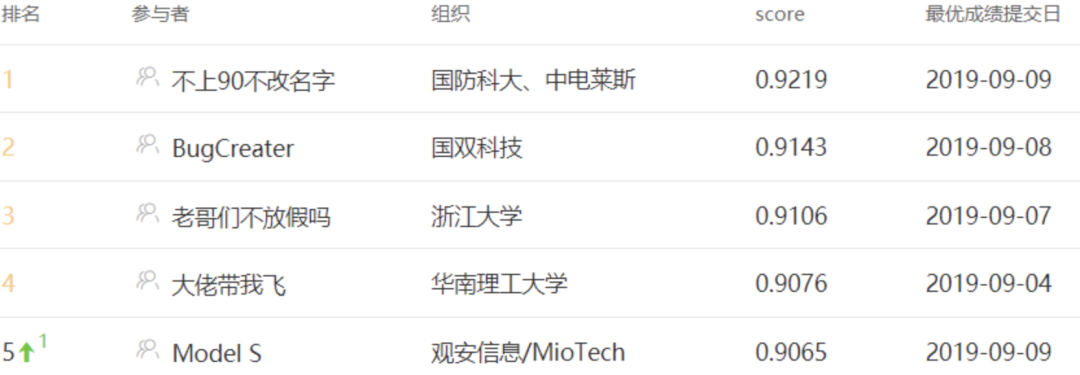 排名 参与者 组织 score 最优成绩提交日
1 不上90不改名字 国防科大、中电莱斯 0.9219 2019-09-09
2 BugCreater 国双科技 0.9143 2019-09-08
3 老哥们不放假吗 浙江大学 0.9106 2019-09-07
4 大佬带我飞 华南理工大学 0.9076 2019-09-04
5 1 Model S 观安信息/MioTech 0.9065 2019-09-09